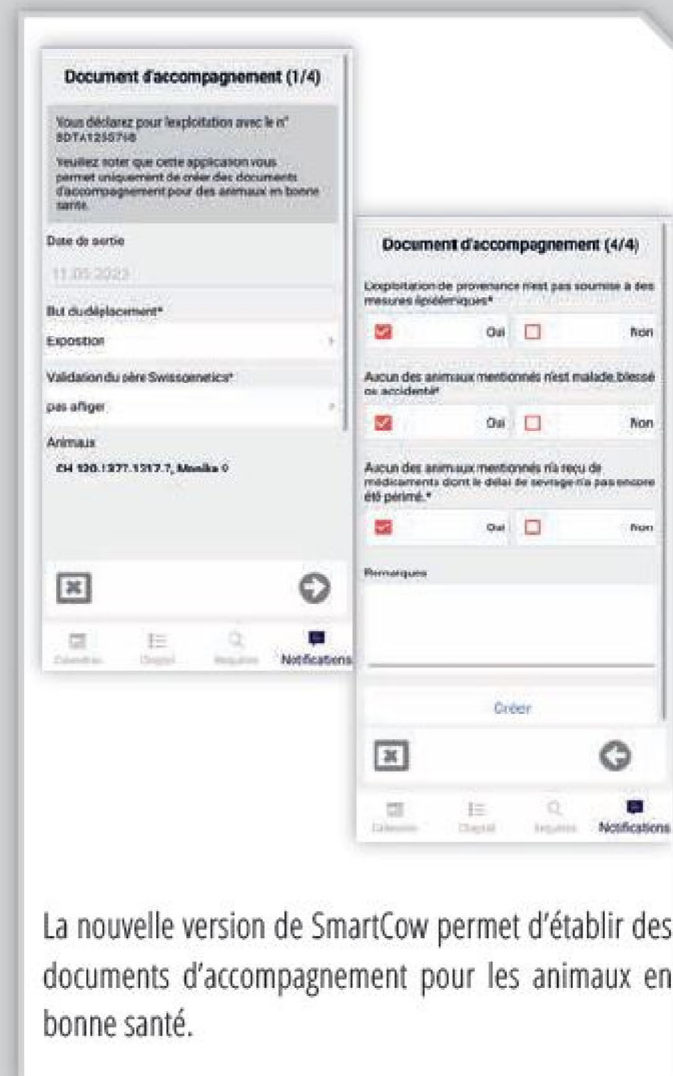 Document d'accompagnement (1/4)
Vous déclarez pour l'exploitation avec le n°
Veuillez noter que cette application vous
permet uniquement de créer des documents
d'accompagnement pour des animaux en bonne
santé.
Date de sortie
11.05.2023
But du déplacement*
Exposition
Validation du père Swissgenetics*
pas afliger
Animaux
Monika
Notifications
Document d'accompagnement (4/4)
L'exploitation de provenance n'est pas soumise à des
mesures épidémiques*
Oui Non
Aucun des animaux mentionnés n'est malade, blessé
ou accidenté*
Oui Non
Aucun des animaux mentionnés n'a reçu de
médicaments dont le délai de sevrage n'a pas encore
été périmé.*
Oui Non
Remarques
Créer
Calendrier Cheptel Requêtes Notifications
La nouvelle version de SmartCow permet d'établir des
documents d'accompagnement pour les animaux en
bonne santé.